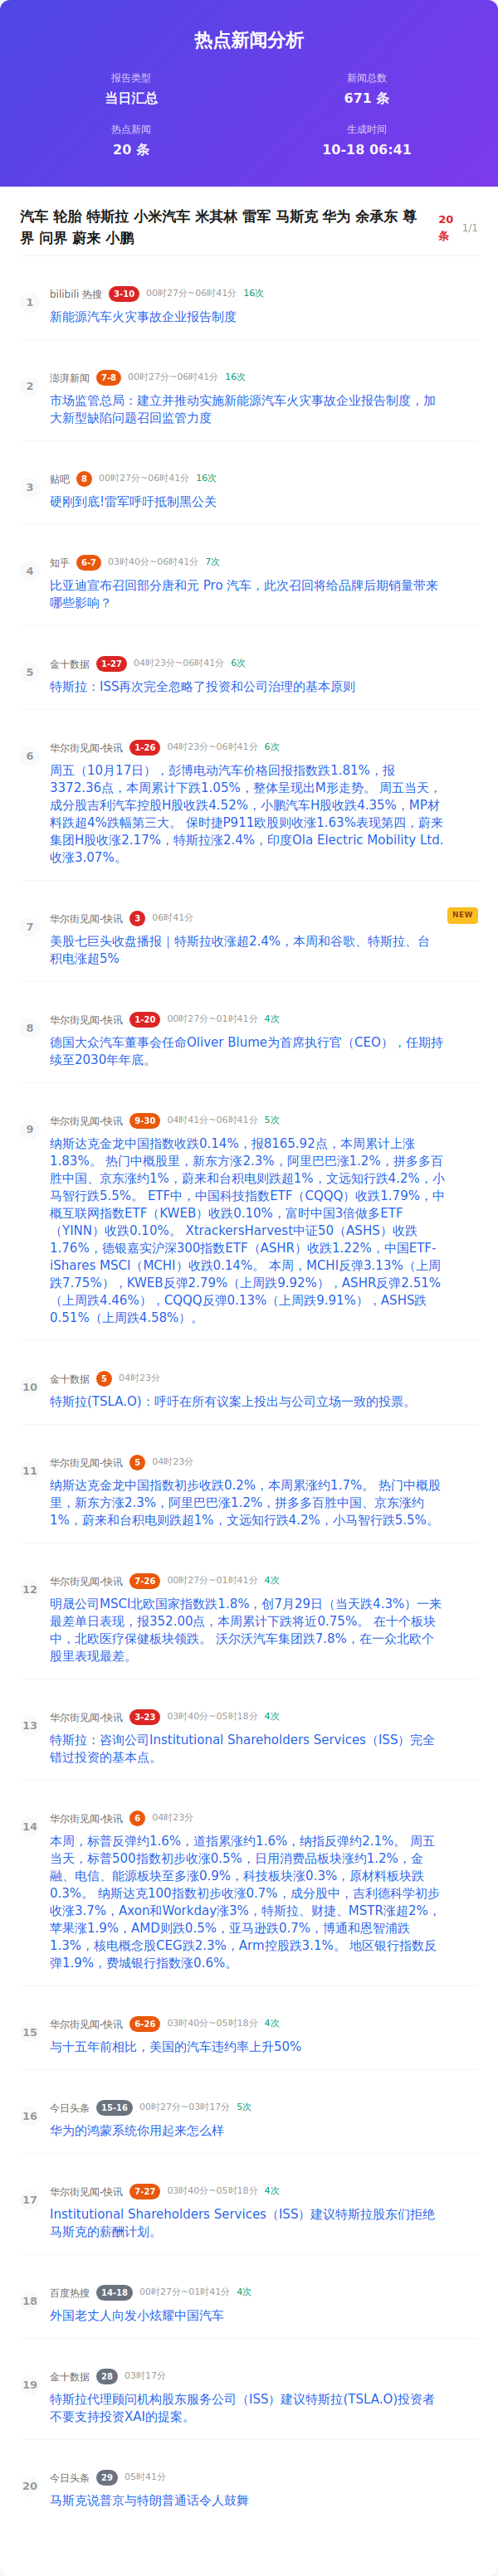 热点新闻分析
报告类型
当日汇总
新闻总数
671 条
热点新闻
20 条
生成时间
10-18 06:41
汽车 轮胎 特斯拉 小米汽车 米其林 雷军 马斯克 华为 余承东 尊
界 问界 蔚来 小鹏
20
条
1/1
1
bilibili 热搜 3-10 00时27分~06时41分 16次
新能源汽车火灾事故企业报告制度
2
澎湃新闻 7-8 00时27分~06时41分 16次
市场监管总局：建立并推动实施新能源汽车火灾事故企业报告制度，加
大新型缺陷问题召回监管力度
3
贴吧 8 00时27分~06时41分 16次
硬刚到底!雷军呼吁抵制黑公关
4
知乎 6-7 03时40分~06时41分 7次
比亚迪宣布召回部分唐和元 Pro 汽车，此次召回将给品牌后期销量带来
哪些影响？
5
金十数据 1-27 04时23分~06时41分 6次
特斯拉：ISS再次完全忽略了投资和公司治理的基本原则
6
华尔街见闻-快讯 1-26 04时23分~06时41分 6次
周五（10月17日），彭博电动汽车价格回报指数跌1.81%，报
3372.36点，本周累计下跌1.05%，整体呈现出M形走势。 周五当天，
成分股吉利汽车控股H股收跌4.52%，小鹏汽车H股收跌4.35%，MP材
料跌超4%跌幅第三大。 保时捷P911欧股则收涨1.63%表现第四，蔚来
集团H股收涨2.17%，特斯拉涨2.4%，印度Ola Electric Mobility Ltd.
收涨3.07%。
7
华尔街见闻-快讯 3 06时41分
NEW
美股七巨头收盘播报｜特斯拉收涨超2.4%，本周和谷歌、特斯拉、台
积电涨超5%
8
华尔街见闻-快讯 1-20 00时27分~01时41分 4次
德国大众汽车董事会任命Oliver Blume为首席执行官（CEO），任期持
续至2030年年底。
9
华尔街见闻-快讯 9-30 04时41分~06时41分 5次
纳斯达克金龙中国指数收跌0.14%，报8165.92点，本周累计上涨
1.83%。 热门中概股里，新东方涨2.3%，阿里巴巴涨1.2%，拼多多百
胜中国、京东涨约1%，蔚来和台积电则跌超1%，文远知行跌4.2%，小
马智行跌5.5%。 ETF中，中国科技指数ETF（CQQQ）收跌1.79%，中
概互联网指数ETF（KWEB）收跌0.10%，富时中国3倍做多ETF
（YINN）收跌0.10%。 XtrackersHarvest中证50（ASHS）收跌
1.76%，德银嘉实沪深300指数ETF（ASHR）收跌1.22%，中国ETF-
iShares MSCI（MCHI）收跌0.14%。 本周，MCHI反弹3.13%（上周
跌7.75%），KWEB反弹2.79%（上周跌9.92%），ASHR反弹2.51%
（上周跌4.46%），CQQQ反弹0.13%（上周跌9.91%），ASHS跌
0.51%（上周跌4.58%）。
10
金十数据 5 04时23分
特斯拉(TSLA.O)：呼吁在所有议案上投出与公司立场一致的投票。
11
华尔街见闻-快讯 5 04时23分
纳斯达克金龙中国指数初步收跌0.2%，本周累涨约1.7%。 热门中概股
里，新东方涨2.3%，阿里巴巴涨1.2%，拼多多百胜中国、京东涨约
1%，蔚来和台积电则跌超1%，文远知行跌4.2%，小马智行跌5.5%。
12
华尔街见闻-快讯 7-26 00时27分~01时41分 4次
明晟公司MSCI北欧国家指数跌1.8%，创7月29日（当天跌4.3%）一来
最差单日表现，报352.00点，本周累计下跌将近0.75%。 在十个板块
中，北欧医疗保健板块领跌。 沃尔沃汽车集团跌7.8%，在一众北欧个
股里表现最差。
13
华尔街见闻-快讯 3-23 03时40分~05时18分 4次
特斯拉：咨询公司Institutional Shareholders Services（ISS）完全
错过投资的基本点。
14
华尔街见闻-快讯 6 04时23分
本周，标普反弹约1.6%，道指累涨约1.6%，纳指反弹约2.1%。 周五
当天，标普500指数初步收涨0.5%，日用消费品板块涨约1.2%，金
融、电信、能源板块至多涨0.9%，科技板块涨0.3%，原材料板块跌
0.3%。 纳斯达克100指数初步收涨0.7%，成分股中，吉利德科学初步
收涨3.7%，Axon和Workday涨3%，特斯拉、财捷、MSTR涨超2%，
苹果涨1.9%，AMD则跌0.5%，亚马逊跌0.7%，博通和恩智浦跌
1.3%，核电概念股CEG跌2.3%，Arm控股跌3.1%。 地区银行指数反
弹1.9%，费城银行指数涨0.6%。
15
华尔街见闻-快讯 6-26 03时40分~05时18分 4次
与十五年前相比，美国的汽车违约率上升50%
16
今日头条 15-16 00时27分~03时17分 5次
华为的鸿蒙系统你用起来怎么样
17
华尔街见闻-快讯 7-27 03时40分~05时18分 4次
Institutional Shareholders Services（ISS）建议特斯拉股东们拒绝
马斯克的薪酬计划。
18
百度热搜 14-18 00时27分~01时41分 4次
外国老丈人向发小炫耀中国汽车
19
金十数据 28 03时17分
特斯拉代理顾问机构股东服务公司（ISS）建议特斯拉(TSLA.O)投资者
不要支持投资XAI的提案。
20
今日头条 29 05时41分
马斯克说普京与特朗普通话令人鼓舞